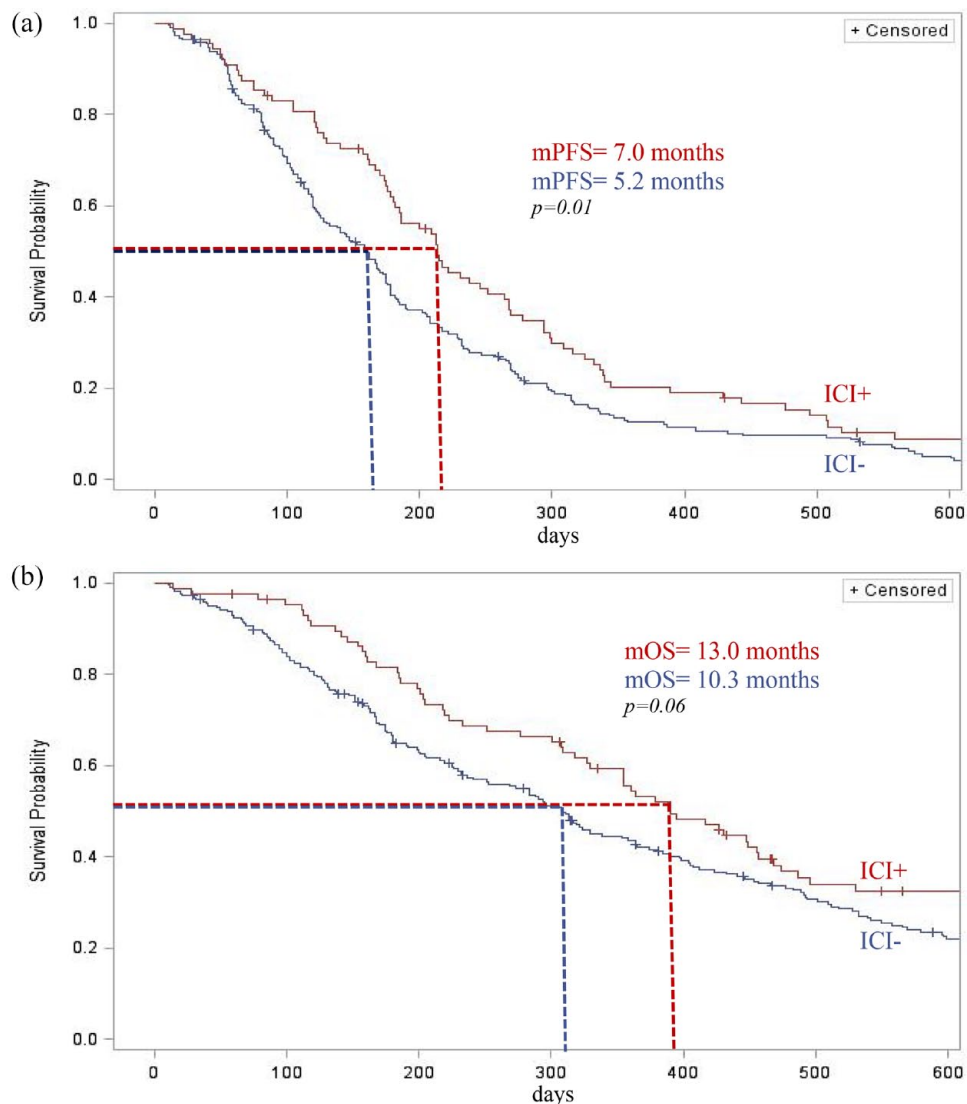 (a)
+ Censored
1.0
0.8
0.6
0.4
0.2
0.0
Survival Probability
mPFS= 7.0 months
mPFS= 5.2 months
p=0.01
ICI+
ICI-
0 100 200 300 400 500 600
days
(b)
+ Censored
1.0
0.8
0.6
0.4
0.2
0.0
Survival Probability
mOS= 13.0 months
mOS= 10.3 months
p=0.06
ICI+
ICI-
0 100 200 300 400 500 600
days